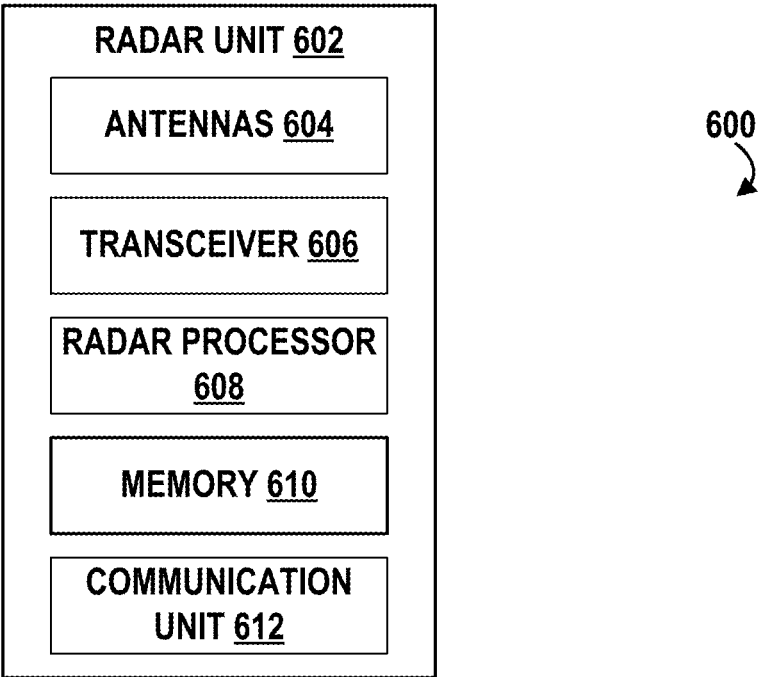 RADAR UNIT 602
ANTENNAS 604
600
TRANSCEIVER 606
RADAR PROCESSOR
608
MEMORY 610
COMMUNICATION
UNIT 612